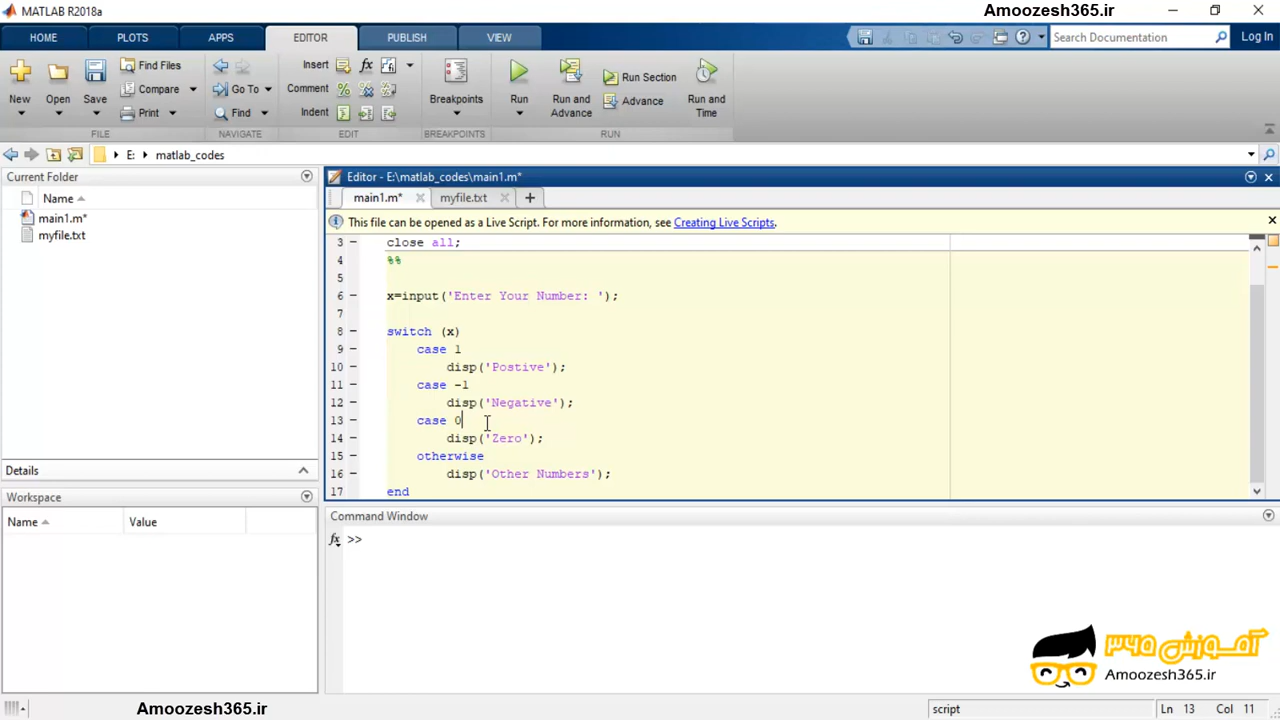 MATLAB R2018a
Amoozesh365.ir
HOME PLOTS APPS EDITOR PUBLISH VIEW
Search Documentation
Log In
New
Open
Save
Find Files
Compare
Print
FILE
Go To
Find
NAVIGATE
Insert
Comment
Indent
EDIT
Breakpoints
BREAKPOINTS
Run
Run and Advance
Run Section
Advance
Run and Time
RUN
E: matlab_codes
Current Folder
Name
main1.m*
myfile.txt
Details
Workspace
Name Value
Editor - E:\matlab_codes\main1.m*
main1.m* myfile.txt
This file can be opened as a Live Script. For more information, see Creating Live Scripts.
3 close all;
4 %%
5
6 x=input('Enter Your Number: ');
7
8 switch (x)
9 case 1
10 disp('Postive');
11 case -1
12 disp('Negative');
13 case 0
14 disp('Zero');
15 otherwise
16 disp('Other Numbers');
17 end
Command Window
fx >>
آموزش ۳۶۵
Amoozesh365.ir
Amoozesh365.ir
script
Ln 13 Col 11